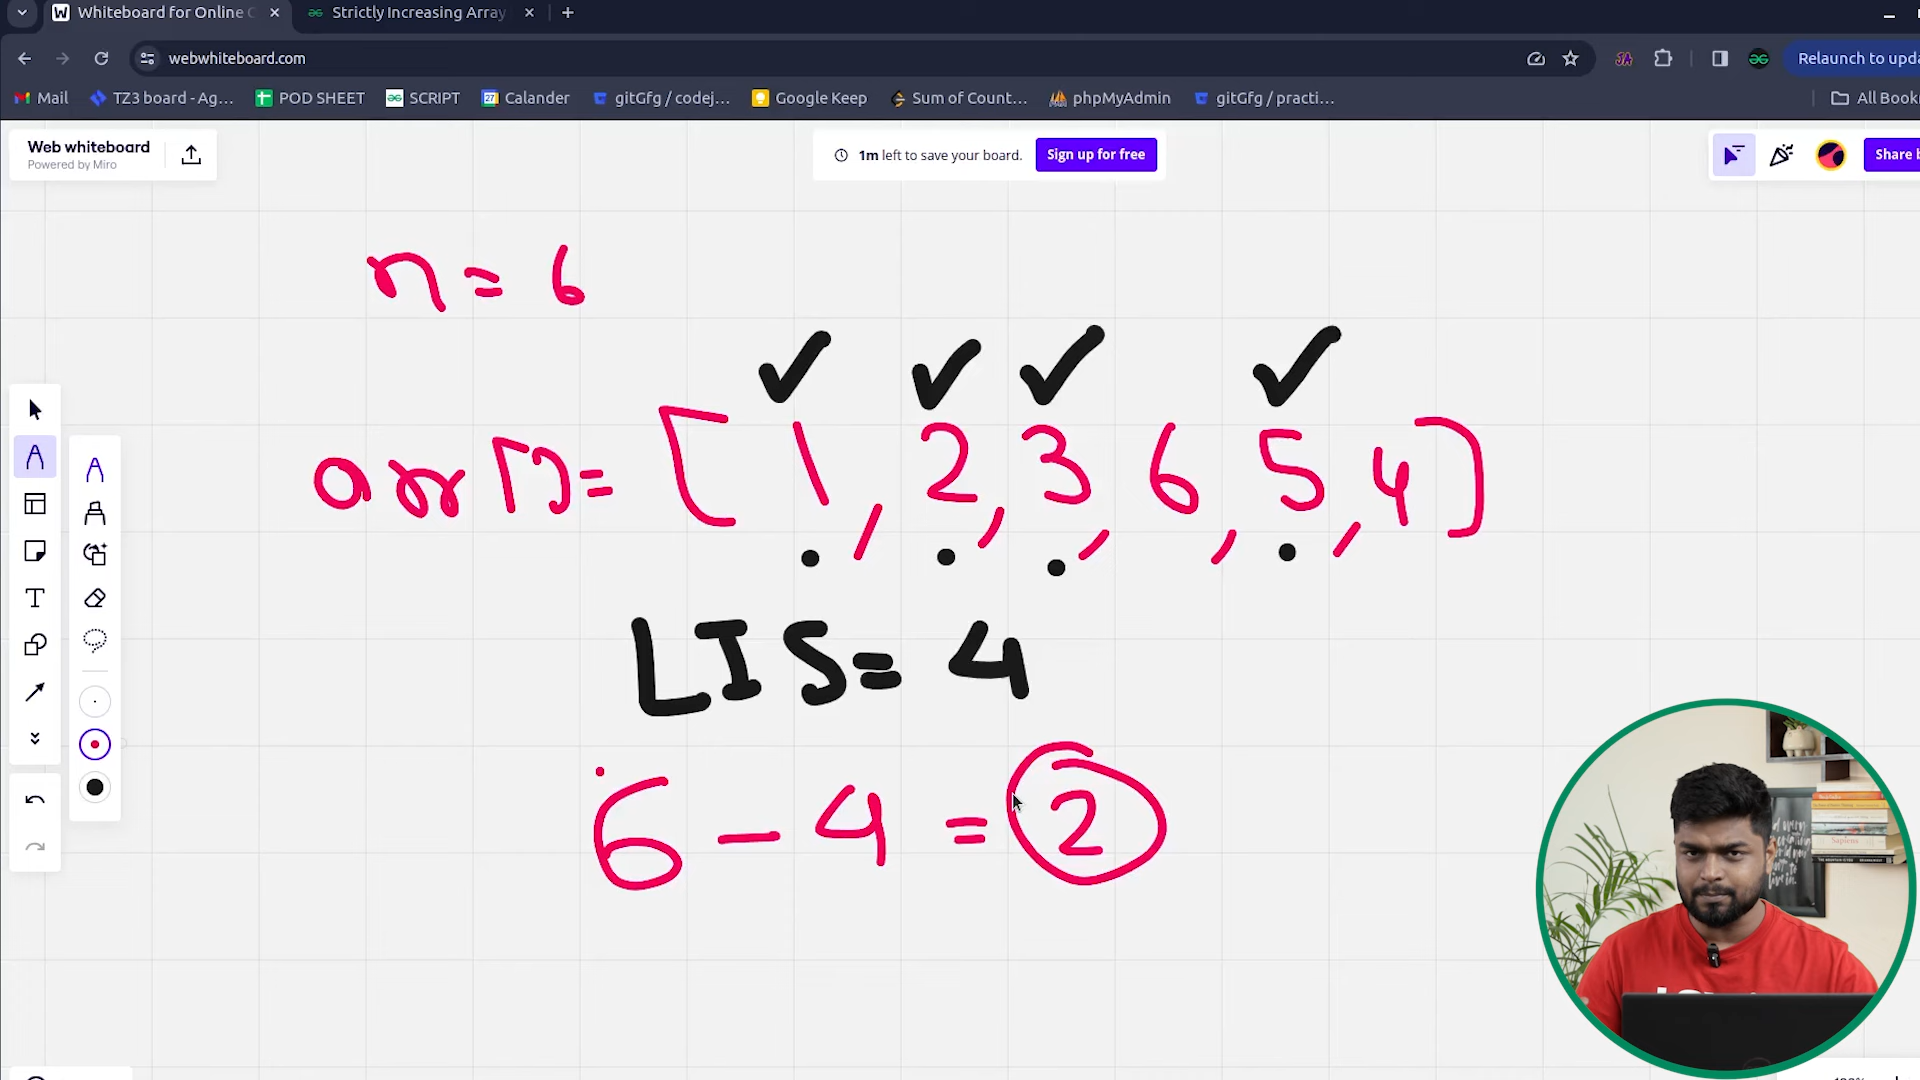 Whiteboard for Online C
Strictly Increasing Array
webwhiteboard.com
Relaunch to upda
Mail
TZ3 board - Ag...
POD SHEET
SCRIPT
Calander
gitGfg / codej...
Google Keep
Sum of Count...
phpMyAdmin
gitGfg / practi...
All Book
Web whiteboard
Powered by Miro
1m left to save your board.
Sign up for free
Share b
n = 6
arr[] = [1, 2, 3, 6, 5, 4]
LIS = 4
6 - 4 = 2